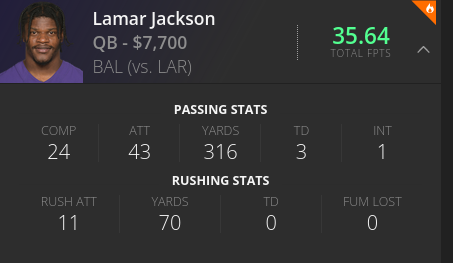 Lamar Jackson
QB - $7,700
BAL (vs. LAR)
35.64
TOTAL FPTS
PASSING STATS
COMP ATT YARDS TD INT
24 43 316 3 1
RUSHING STATS
RUSH ATT YARDS TD FUM LOST
11 70 0 0